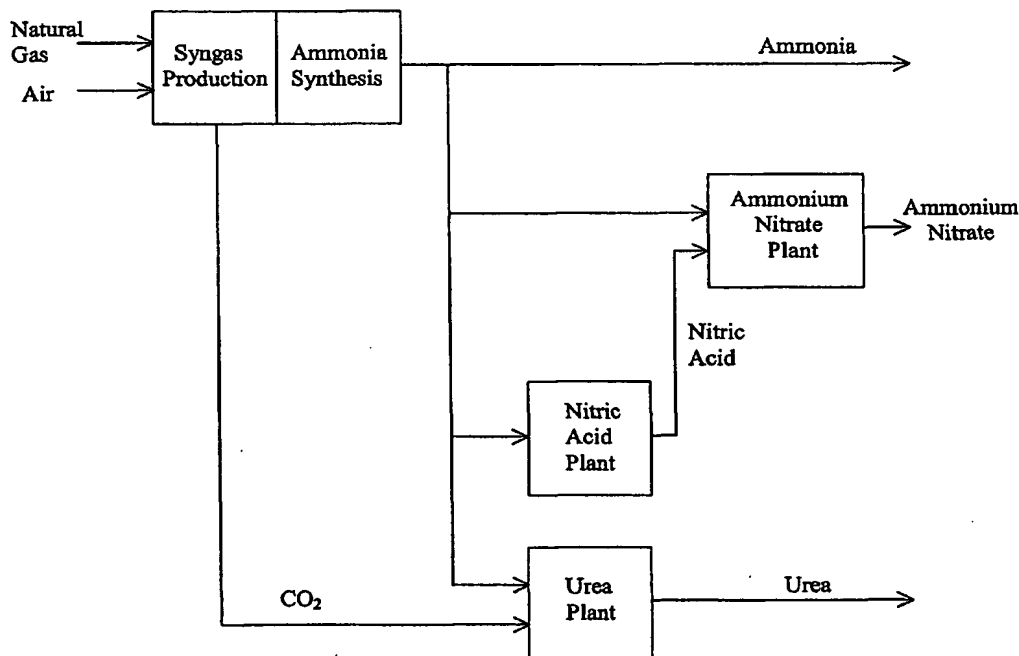 Natural
Gas
Air
Syngas
Production
Ammonia
Synthesis
Ammonia
Ammonium
Nitrate
Plant
Ammonium
Nitrate
Nitric
Acid
Nitric
Acid
Plant
Urea
Plant
Urea
CO₂